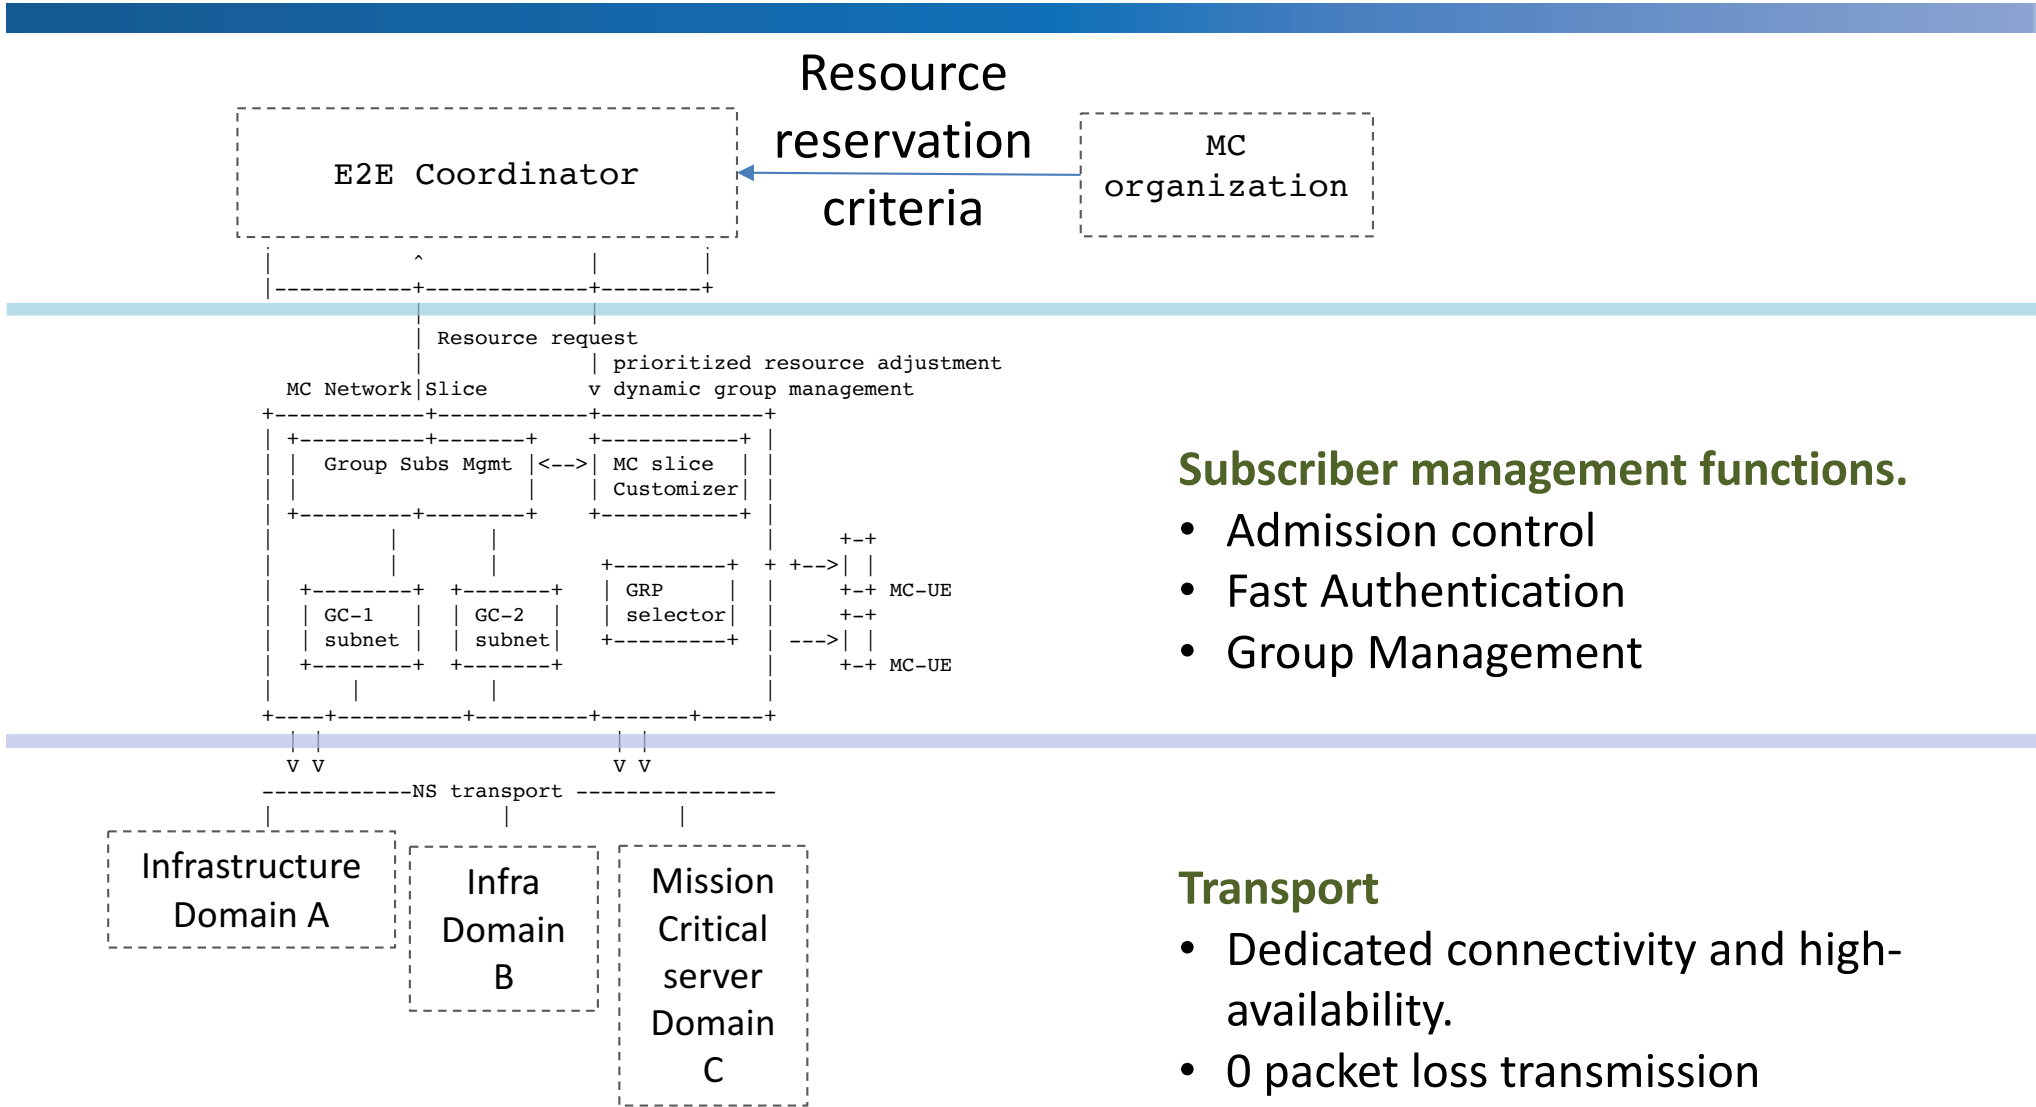 Resource
reservation
criteria
E2E Coordinator
MC
organization
Resource request
prioritized resource adjustment
MC Network Slice
v dynamic group management
Group Subs Mgmt <--> MC slice
Customizer
GRP
selector
GC-1
subnet
GC-2
subnet
MC-UE
MC-UE
V V V V
NS transport
Infrastructure
Domain A
Infra
Domain
B
Mission
Critical
server
Domain
C
Subscriber management functions.
• Admission control
• Fast Authentication
• Group Management
Transport
• Dedicated connectivity and high-
availability.
• 0 packet loss transmission